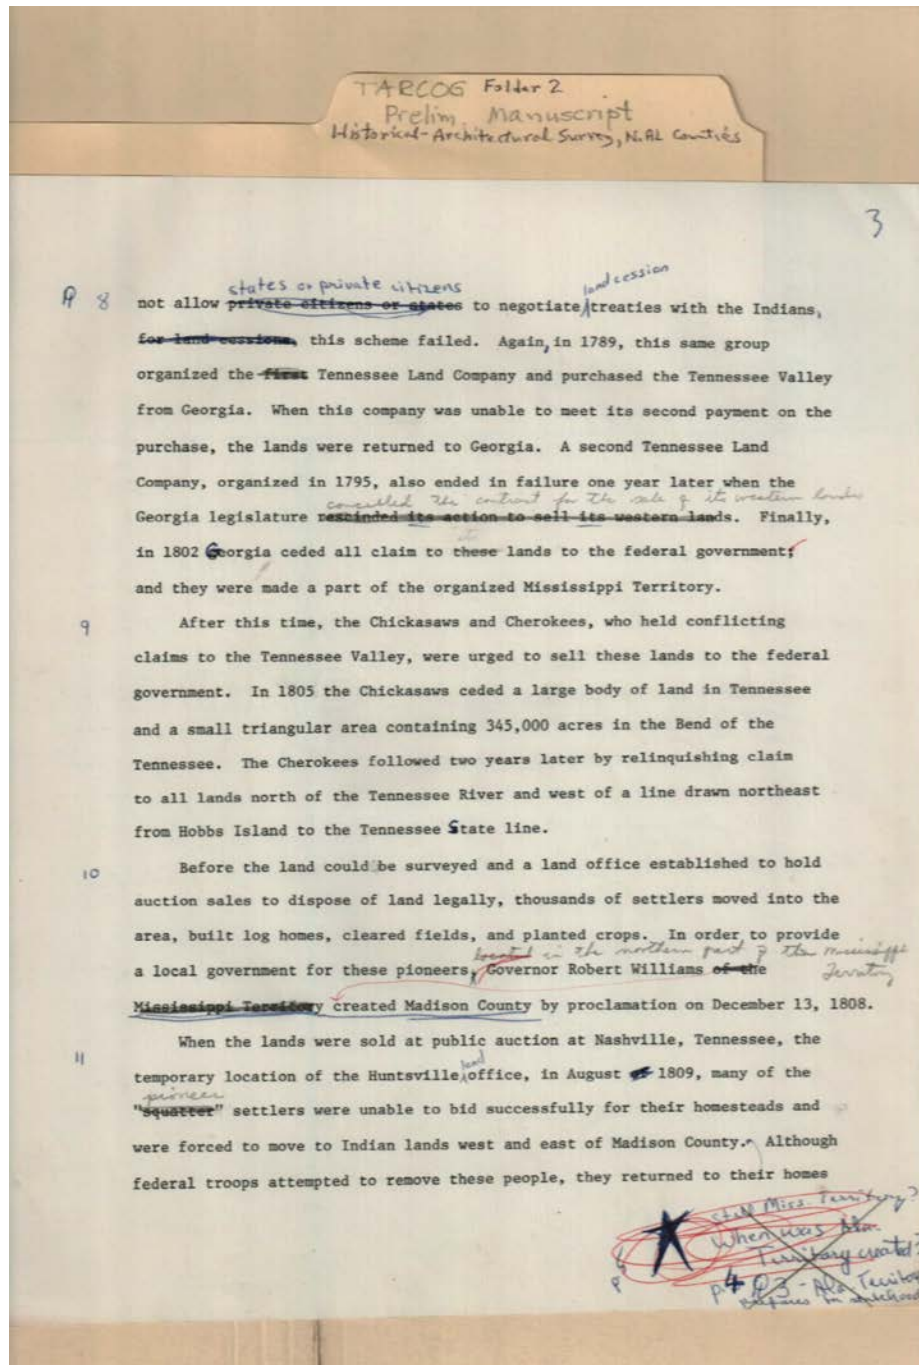 TARCOG Folder 2
Prelim. Manuscript
Historical-Architectural Survey, N. AL Counties
3
states or private citizens
land cession
¶ 8 not allow private citizens or states to negotiate treaties with the Indians,
for land cessions, this scheme failed. Again, in 1789, this same group
organized the first Tennessee Land Company and purchased the Tennessee Valley
from Georgia. When this company was unable to meet its second payment on the
purchase, the lands were returned to Georgia. A second Tennessee Land
Company, organized in 1795, also ended in failure one year later when the
cancelled the contract for the sale of its western lands
Georgia legislature rescinded its action to sell its western lands. Finally,
in 1802 Georgia ceded all claim to these lands to the federal government;
and they were made a part of the organized Mississippi Territory.
9 After this time, the Chickasaws and Cherokees, who held conflicting
claims to the Tennessee Valley, were urged to sell these lands to the federal
government. In 1805 the Chickasaws ceded a large body of land in Tennessee
and a small triangular area containing 345,000 acres in the Bend of the
Tennessee. The Cherokees followed two years later by relinquishing claim
to all lands north of the Tennessee River and west of a line drawn northeast
from Hobbs Island to the Tennessee State line.
10 Before the land could be surveyed and a land office established to hold
auction sales to dispose of land legally, thousands of settlers moved into the
area, built log homes, cleared fields, and planted crops. In order to provide
located in the northern part of the Mississippi
Territory
a local government for these pioneers, Governor Robert Williams of the
Mississippi Territory created Madison County by proclamation on December 13, 1808.
11 When the lands were sold at public auction at Nashville, Tennessee, the
land
temporary location of the Huntsville office, in August of 1809, many of the
pioneer
"squatter" settlers were unable to bid successfully for their homesteads and
were forced to move to Indian lands west and east of Madison County. Although
federal troops attempted to remove these people, they returned to their homes
still Miss. Territory?
When was Ala.
Territory created?
p. 4 ¶ 3 - Ala Territory